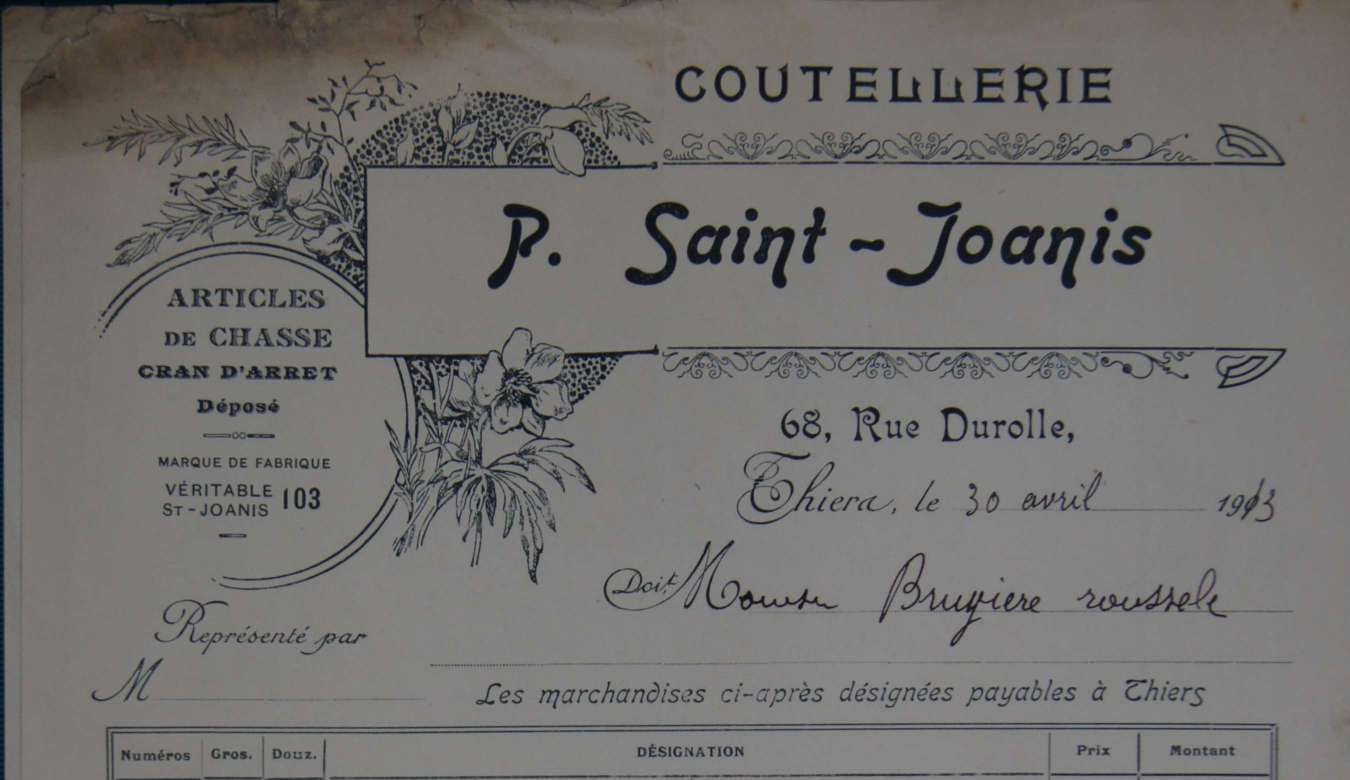 COUTELLERIE
P. Saint-Joanis
ARTICLES
DE CHASSE
CRAN D'ARRET
Déposé
MARQUE DE FABRIQUE
VÉRITABLE
ST-JOANIS 103
68, Rue Durolle,
Thiers, le 30 avril 1913
Doit Bruyiere roussele
Représenté par
M
Les marchandises ci-après désignées payables à Thiers
Numéros Gros. Douz. DÉSIGNATION Prix Montant